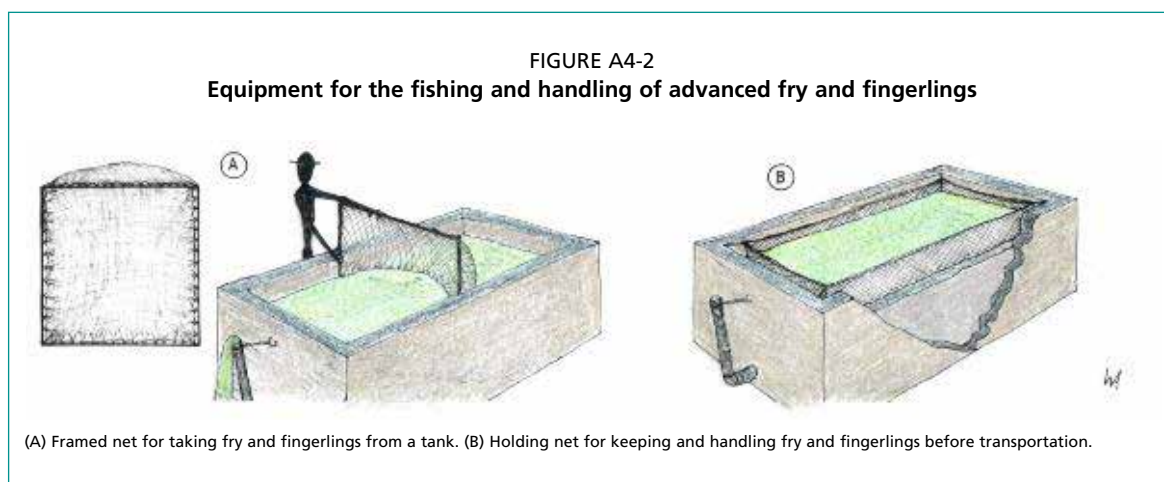 FIGURE A4-2
Equipment for the fishing and handling of advanced fry and fingerlings
A
B
(A) Framed net for taking fry and fingerlings from a tank. (B) Holding net for keeping and handling fry and fingerlings before transportation.